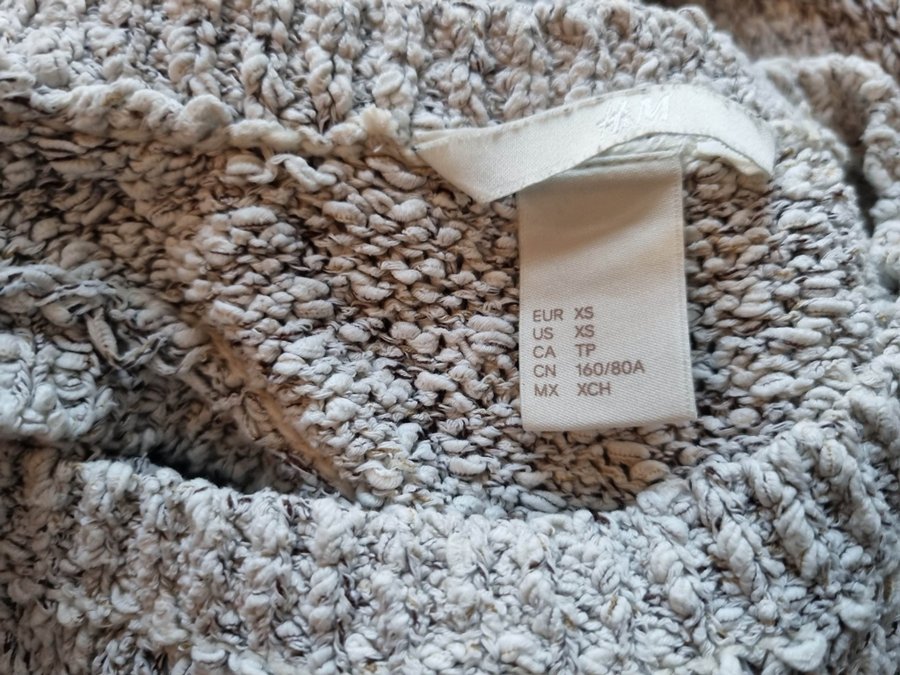 H&M
EUR XS
US XS
CA TP
CN 160/80A
MX XCH